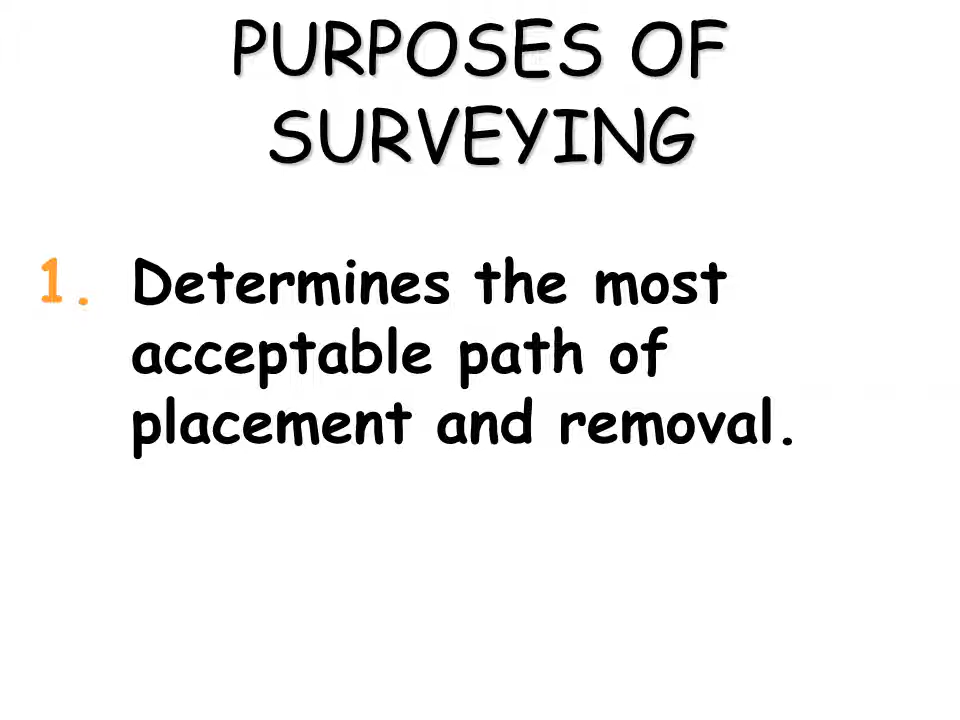 PURPOSES OF
SURVEYING
1. Determines the most
acceptable path of
placement and removal.